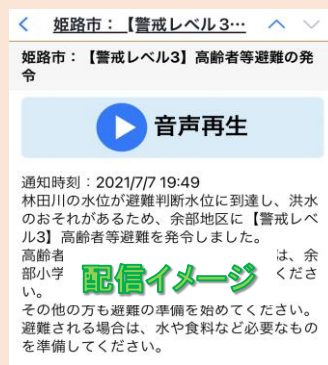 姫路市：【警戒レベル3…
姫路市：【警戒レベル3】高齢者等避難の発
令
音声再生
通知時刻：2021/7/7 19:49
林田川の水位が避難判断水位に到達し、洪水
のおそれがあるため、余部地区に【警戒レベ
ル3】高齢者等避難を発令しました。
高齢者 は、余
部小学 くださ
い。
配信イメージ
その他の方も避難の準備を始めてください。
避難される場合は、水や食料など必要なもの
を準備してください。